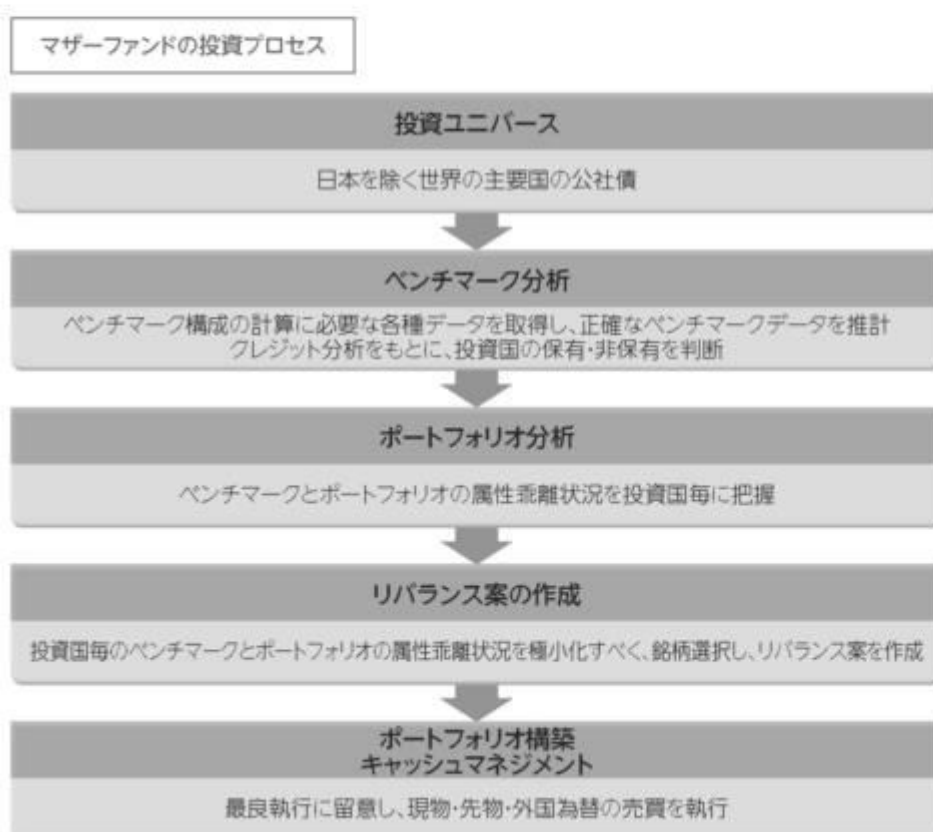 マザーファンドの投資プロセス
投資ユニバース
日本を除く世界の主要国の公社債
ベンチマーク分析
ベンチマーク構成の計算に必要な各種データを取得し、正確なベンチマークデータを推計
クレジット分析をもとに、投資国の保有・非保有を判断
ポートフォリオ分析
ベンチマークとポートフォリオの属性乖離状況を投資国毎に把握
リバランス案の作成
投資国毎のベンチマークとポートフォリオの属性乖離状況を極小化すべく、銘柄選択し、リバランス案を作成
ポートフォリオ構築
キャッシュマネジメント
最良執行に留意し、現物・先物・外国為替の売買を執行